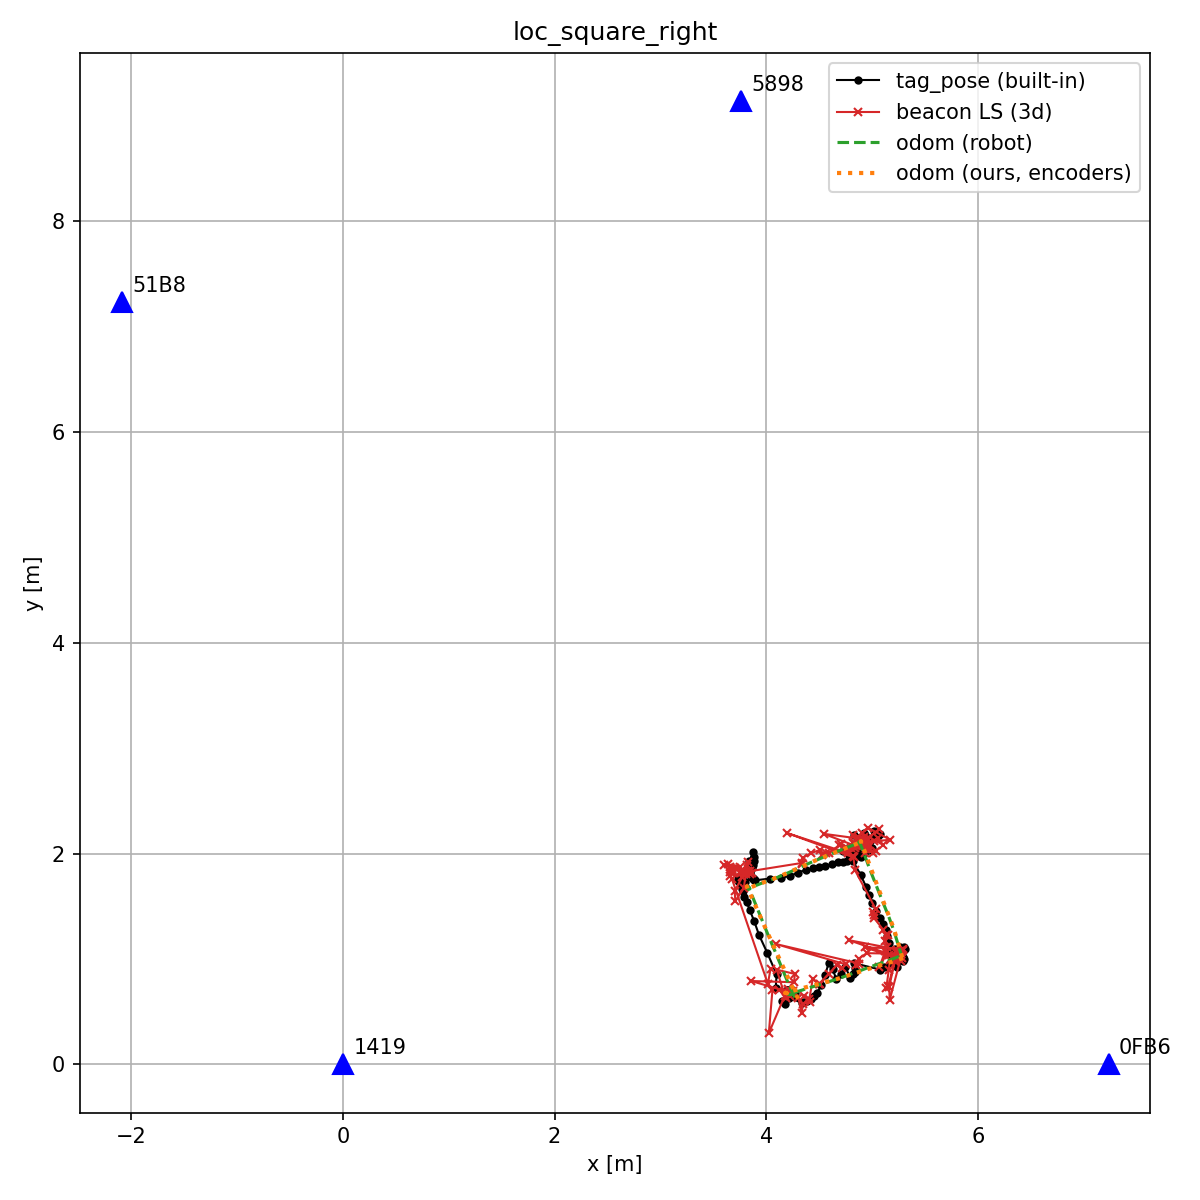 loc_square_right
5898
tag_pose (built-in)
beacon LS (3d)
odom (robot)
odom (ours, encoders)
8
51B8
6
y [m]
4
2
1419
0FB6
0
−2
0
2
4
6
x [m]